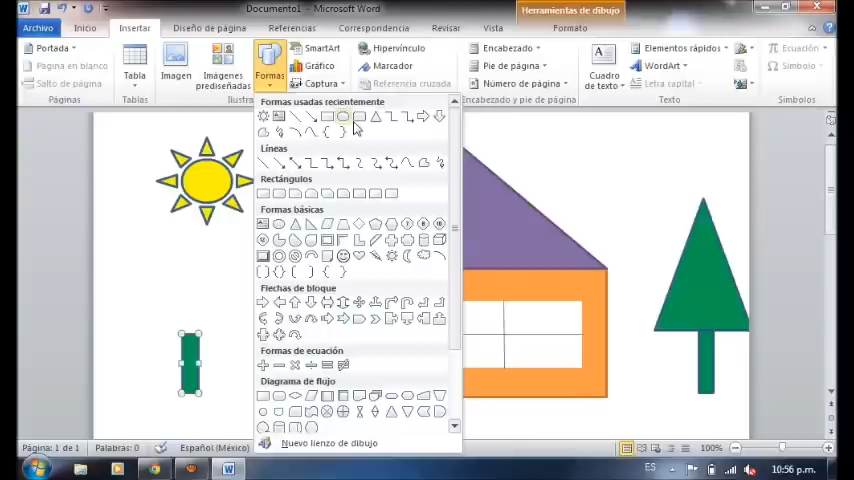 Documento1 - Microsoft Word
Herramientas de dibujo
Archivo
Inicio
Insertar
Diseño de página
Referencias
Correspondencia
Revisar
Vista
Formato
Portada
Página en blanco
Salto de página
Páginas
Tabla
Tablas
Imagen
Imágenes
prediseñadas
Formas
SmartArt
Gráfico
Captura
Ilustr
Hipervínculo
Marcador
Referencia cruzada
Encabezado
Pie de página
Número de página
Encabezado y pie de página
Cuadro de
texto
Elementos rápidos
WordArt
Letra capital
Texto
Ecuación
Símbolo
Símbolos
Formas usadas recientemente
Líneas
Rectángulos
Formas básicas
Flechas de bloque
Formas de ecuación
Diagrama de flujo
Nuevo lienzo de dibujo
Página: 1 de 1
Palabras: 0
Español (México)
100%
ES
10:56 p.m.